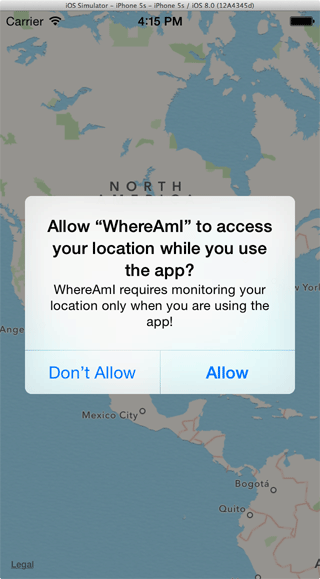 iOS Simulator - iPhone 5s - iPhone 5s / iOS 8.0 (12A4345d)
Carrier 4:15 PM
NORTH
AMERICA
Allow “WhereAmI” to access
your location while you use
the app?
WhereAmI requires monitoring your
location only when you are using the
app!
w York
Ange
Don’t Allow Allow
Mexico City
Bogotá
Quito
Legal